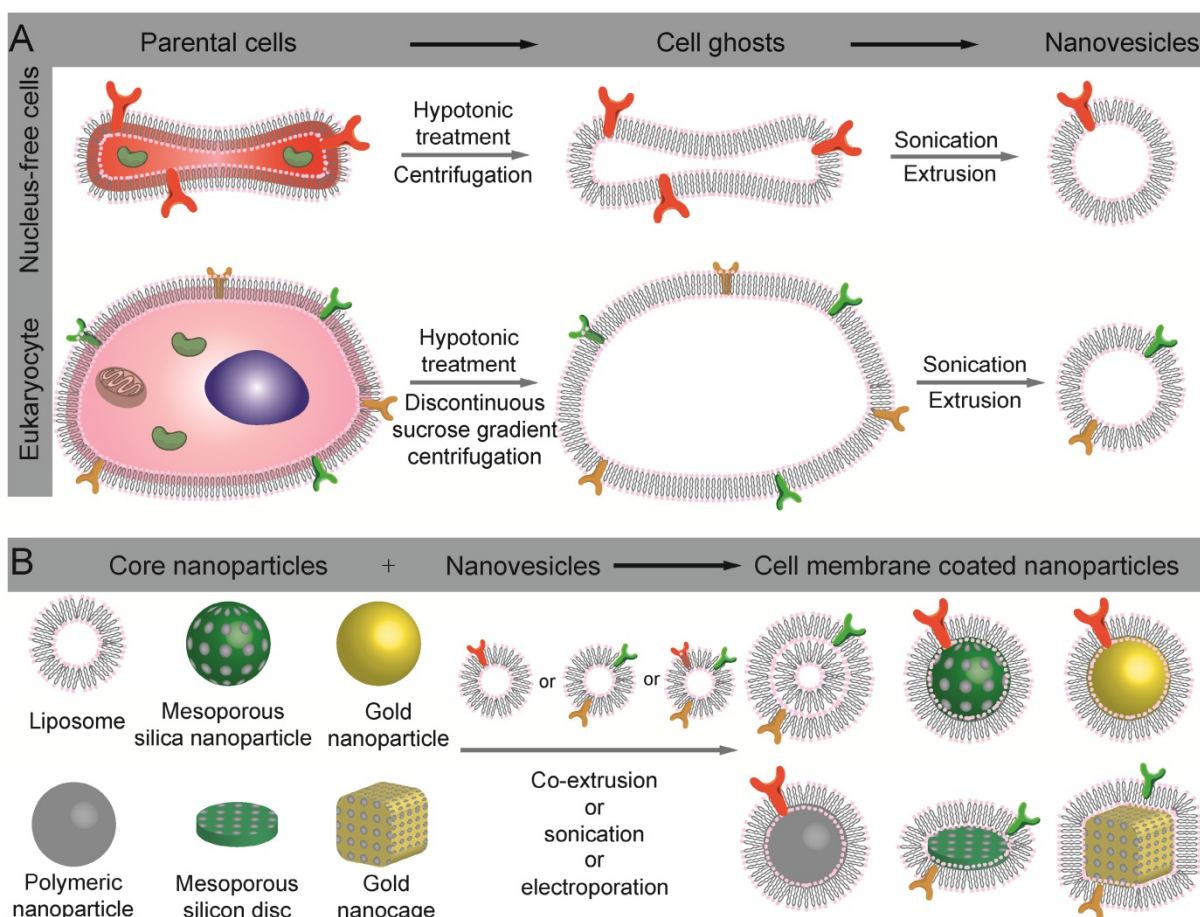 A
Parental cells
Cell ghosts
Nanovesicles
Nucleus-free cells
Hypotonic
treatment
Centrifugation
Sonication
Extrusion
Eukaryocyte
Hypotonic
treatment
Discontinuous
sucrose gradient
centrifugation
Sonication
Extrusion
B
Core nanoparticles + Nanovesicles
Cell membrane coated nanoparticles
Liposome
Mesoporous
silica nanoparticle
Gold
nanoparticle
or
or
Co-extrusion
or
sonication
or
electroporation
Polymeric
nanoparticle
Mesoporous
silicon disc
Gold
nanocage